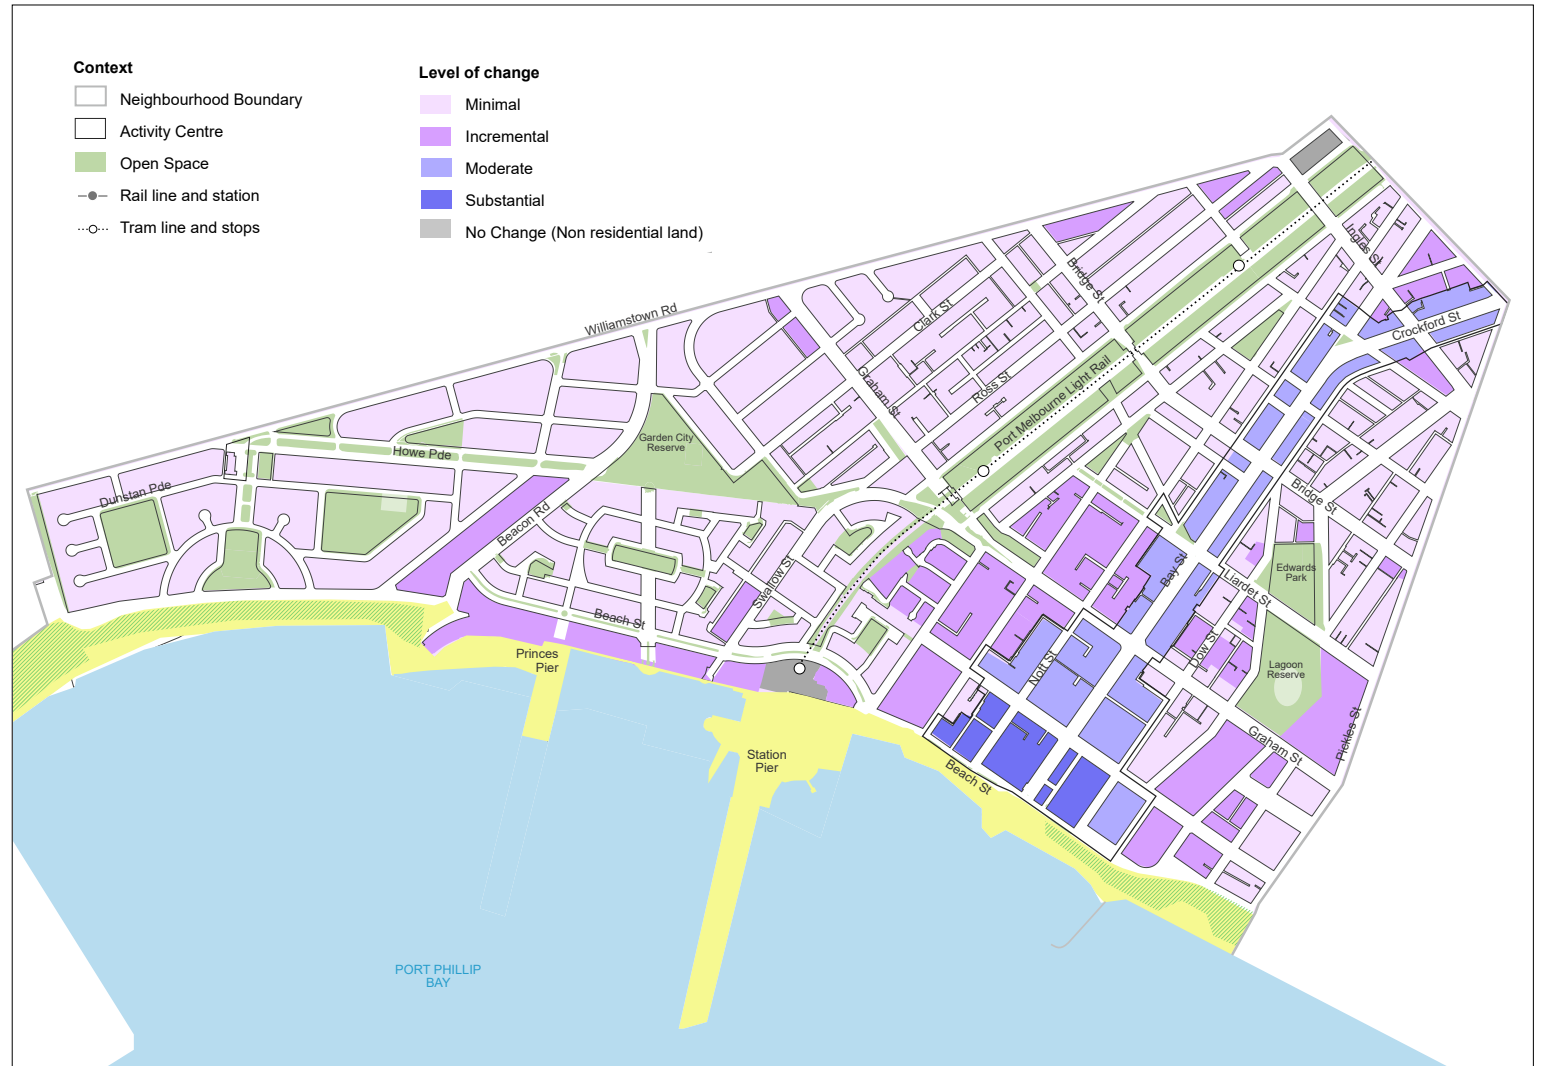 Context
Neighbourhood Boundary
Activity Centre
Open Space
Rail line and station
Tram line and stops
Level of change
Minimal
Incremental
Moderate
Substantial
No Change (Non residential land)
Williamstown Rd
Bridge St
Ingles St
Clark St
Crockford St
Graham St
Ross St
Port Melbourne Light Rail
Garden City
Reserve
Howe Pde
Dunstan Pde
Beacon Rd
Bridge St
Swallow St
Bay St
Edwards
Park
Liardet St
Beach St
Princes
Pier
Nott St
Dow St
Lagoon
Reserve
Pickles St
Graham St
Station
Pier
Beach St
PORT PHILLIP
BAY